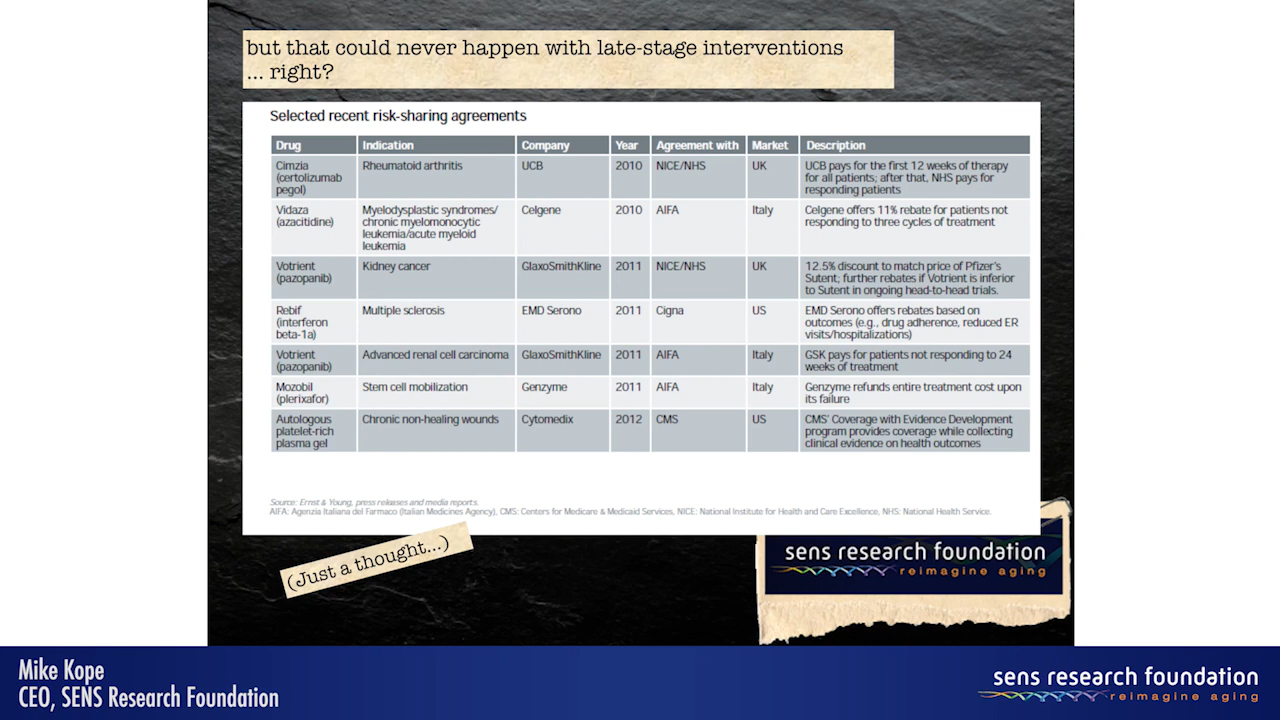 but that could never happen with late-stage interventions
... right?
Selected recent risk-sharing agreements
Drug Indication Company Year Agreement with Market Description
Cimzia (certolizumab pegol) Rheumatoid arthritis UCB 2010 NICE/NHS UK UCB pays for the first 12 weeks of therapy for all patients; after that, NHS pays for responding patients
Vidaza (azacitidine) Myelodysplastic syndromes/ chronic myelomonocytic leukemia/acute myeloid leukemia Celgene 2010 AIFA Italy Celgene offers 11% rebate for patients not responding to three cycles of treatment
Votrient (pazopanib) Kidney cancer GlaxoSmithKline 2011 NICE/NHS UK 12.5% discount to match price of Pfizer's Sutent; further rebates if Votrient is inferior to Sutent in ongoing head-to-head trials.
Rebif (interferon beta-1a) Multiple sclerosis EMD Serono 2011 Cigna US EMD Serono offers rebates based on outcomes (e.g., drug adherence, reduced ER visits/hospitalizations)
Votrient (pazopanib) Advanced renal cell carcinoma GlaxoSmithKline 2011 AIFA Italy GSK pays for patients not responding to 24 weeks of treatment
Mozobil (plerixafor) Stem cell mobilization Genzyme 2011 AIFA Italy Genzyme refunds entire treatment cost upon its failure
Autologous platelet-rich plasma gel Chronic non-healing wounds Cytomedix 2012 CMS US CMS' Coverage with Evidence Development program provides coverage while collecting clinical evidence on health outcomes
Source: Ernst & Young, press releases and media reports.
AIFA: Agenzia Italiana del Farmaco (Italian Medicines Agency), CMS: Centers for Medicare & Medicaid Services, NICE: National Institute for Health and Care Excellence, NHS: National Health Service.
(Just a thought...)
sens research foundation
reimagine aging
Mike Kope
CEO, SENS Research Foundation
sens research foundation
reimagine aging